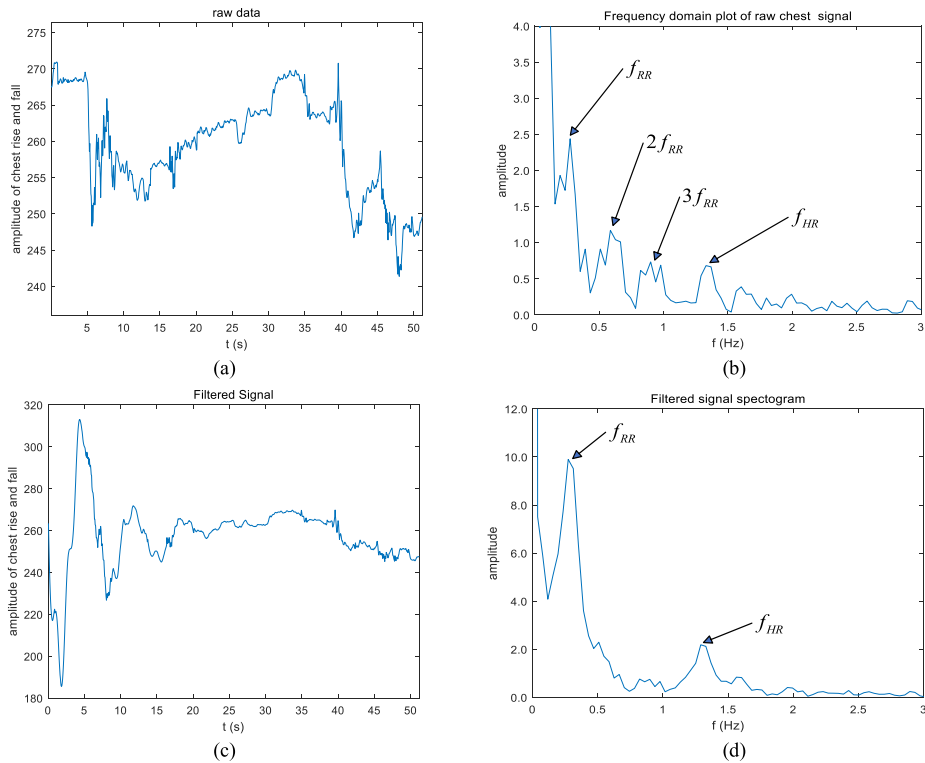 raw data
275
270
265
260
255
250
245
240
amplitude of chest rise and fall
5 10 15 20 25 30 35 40 45 50
t (s)
(a)
Frequency domain plot of raw chest signal
4.0
3.5
3.0
2.5
2.0
1.5
1.0
0.5
0.0
amplitude
f_RR
2f_RR
3f_RR
f_HR
0 0.5 1 1.5 2 2.5 3
f (Hz)
(b)
Filtered Signal
320
300
280
260
240
220
200
180
amplitude of chest rise and fall
0 5 10 15 20 25 30 35 40 45 50
t (s)
(c)
Filtered signal spectogram
12.0
10.0
8.0
6.0
4.0
2.0
0.0
amplitude
f_RR
f_HR
0 0.5 1 1.5 2 2.5 3
f (Hz)
(d)